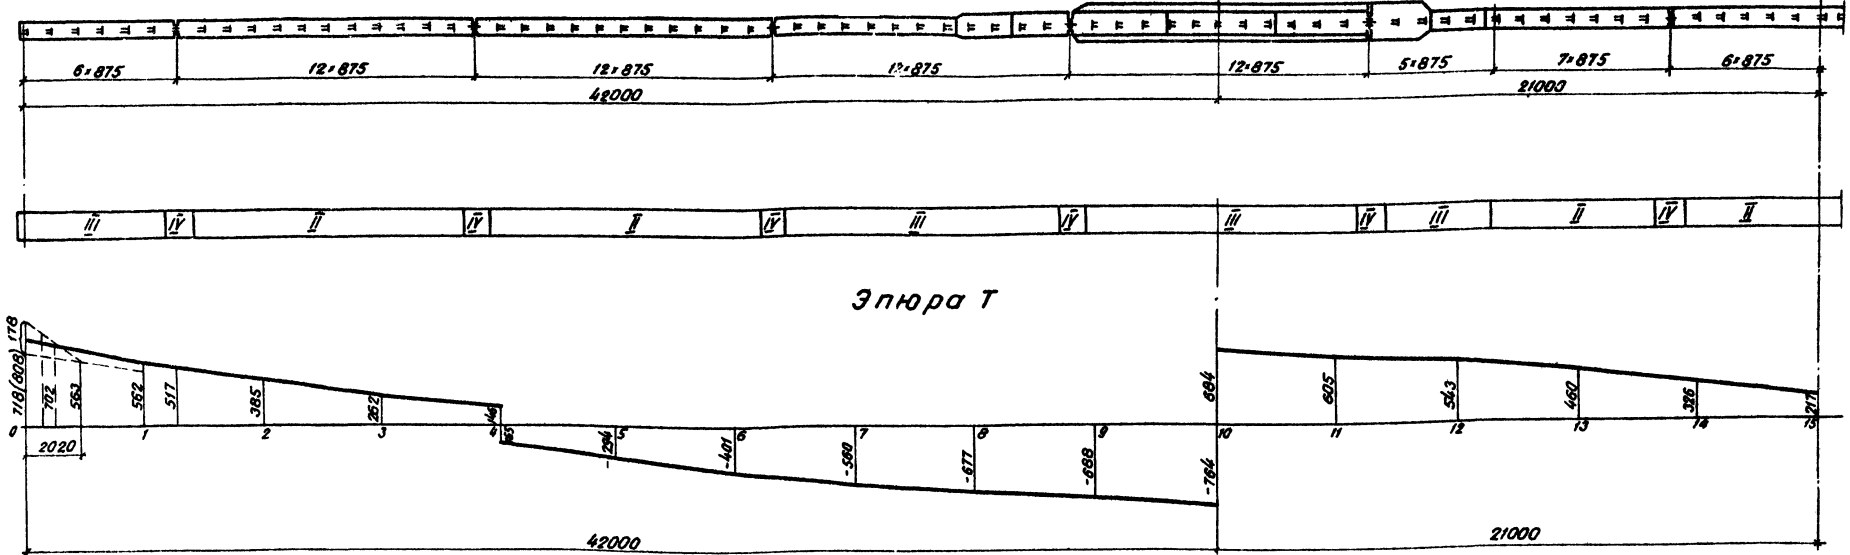 6×875 12×875 12×875 12×875 12×875 5×875 7×875 6×875
42000 21000
III IV II IV II IV III IV III IV III II IV II
Эпюра Т
718(808) 178 702 563 562 517 385 262 146 684 605 543 460 326 217
0 1 2 3 4 5 6 7 8 9 10 11 12 13 14 15
2020 165 -294 -401 -560 -677 -688 -764
42000 21000